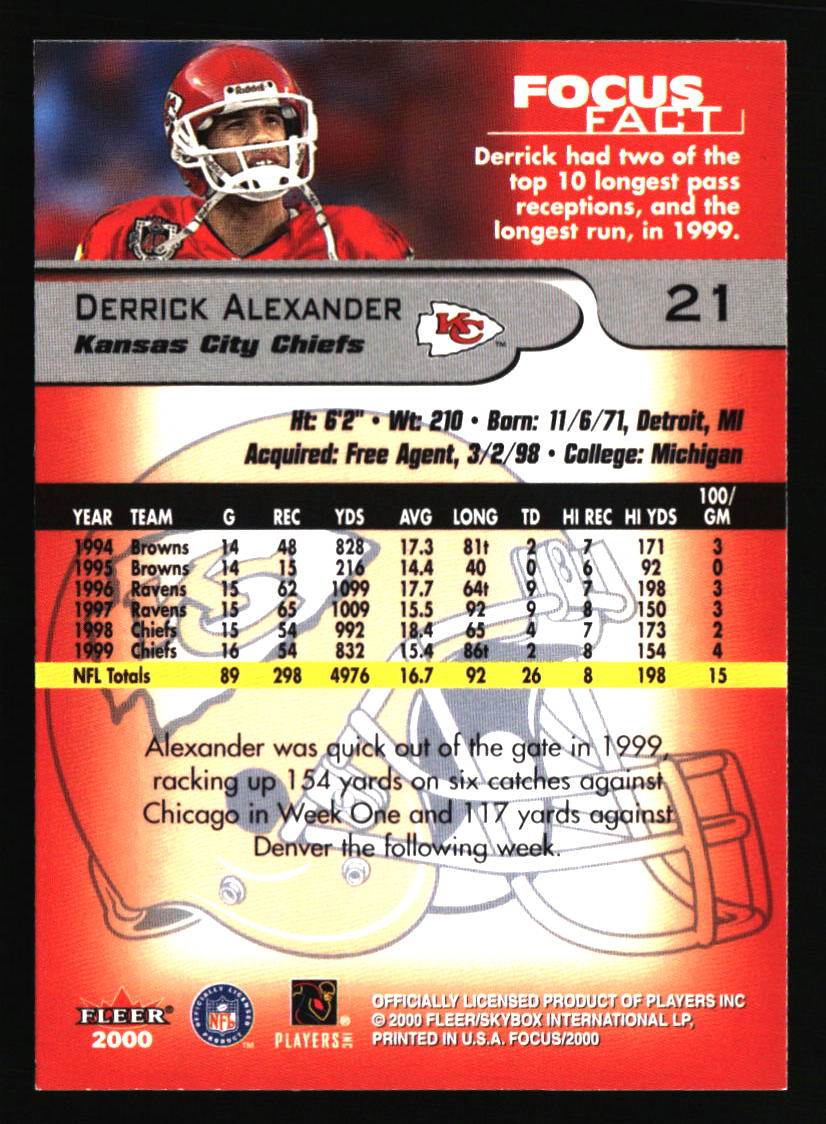 Riddell
FOCUS
FACT
Derrick had two of the
top 10 longest pass
receptions, and the
longest run, in 1999.
DERRICK ALEXANDER
Kansas City Chiefs
KC
TM
21
Ht: 6'2" • Wt: 210 • Born: 11/6/71, Detroit, MI
Acquired: Free Agent, 3/2/98 • College: Michigan
YEAR TEAM G REC YDS AVG LONG TD HI REC HI YDS 100/GM
1994 Browns 14 48 828 17.3 81t 2 7 171 3
1995 Browns 14 15 216 14.4 40 0 6 92 0
1996 Ravens 15 62 1099 17.7 64t 9 7 198 3
1997 Ravens 15 65 1009 15.5 92 9 8 150 3
1998 Chiefs 15 54 992 18.4 65 4 7 173 2
1999 Chiefs 16 54 832 15.4 86t 2 8 154 4
NFL Totals 89 298 4976 16.7 92 26 8 198 15
Alexander was quick out of the gate in 1999,
racking up 154 yards on six catches against
Chicago in Week One and 117 yards against
Denver the following week.
FLEER®
2000
OFFICIALLY LICENSED
NFL
PRODUCT
TM
PLAYERS INC®
OFFICIALLY LICENSED PRODUCT OF PLAYERS INC
© 2000 FLEER/SKYBOX INTERNATIONAL LP,
PRINTED IN U.S.A. FOCUS/2000